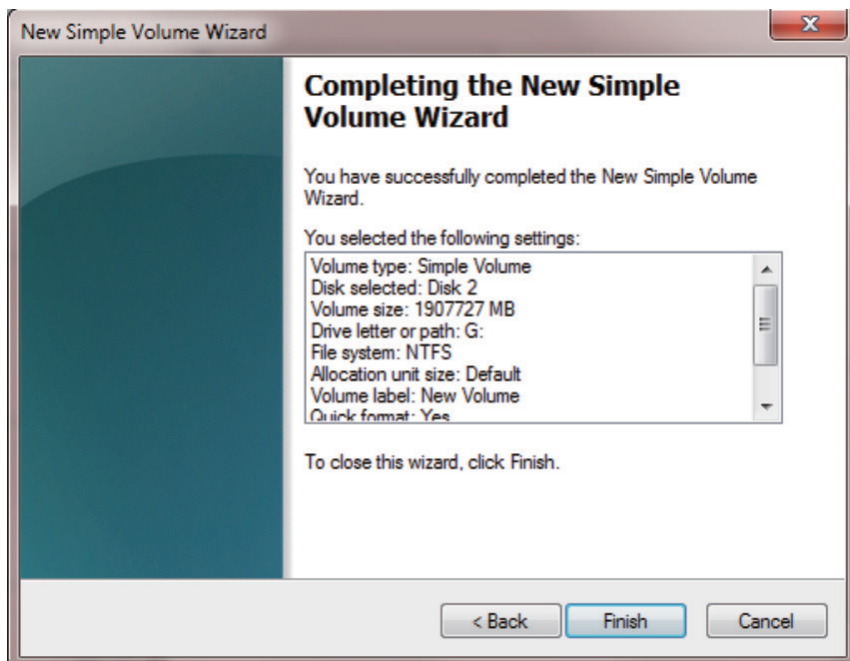 New Simple Volume Wizard
Completing the New Simple
Volume Wizard
You have successfully completed the New Simple Volume
Wizard.
You selected the following settings:
Volume type: Simple Volume
Disk selected: Disk 2
Volume size: 1907727 MB
Drive letter or path: G:
File system: NTFS
Allocation unit size: Default
Volume label: New Volume
Quick format: Yes
To close this wizard, click Finish.
< Back Finish Cancel